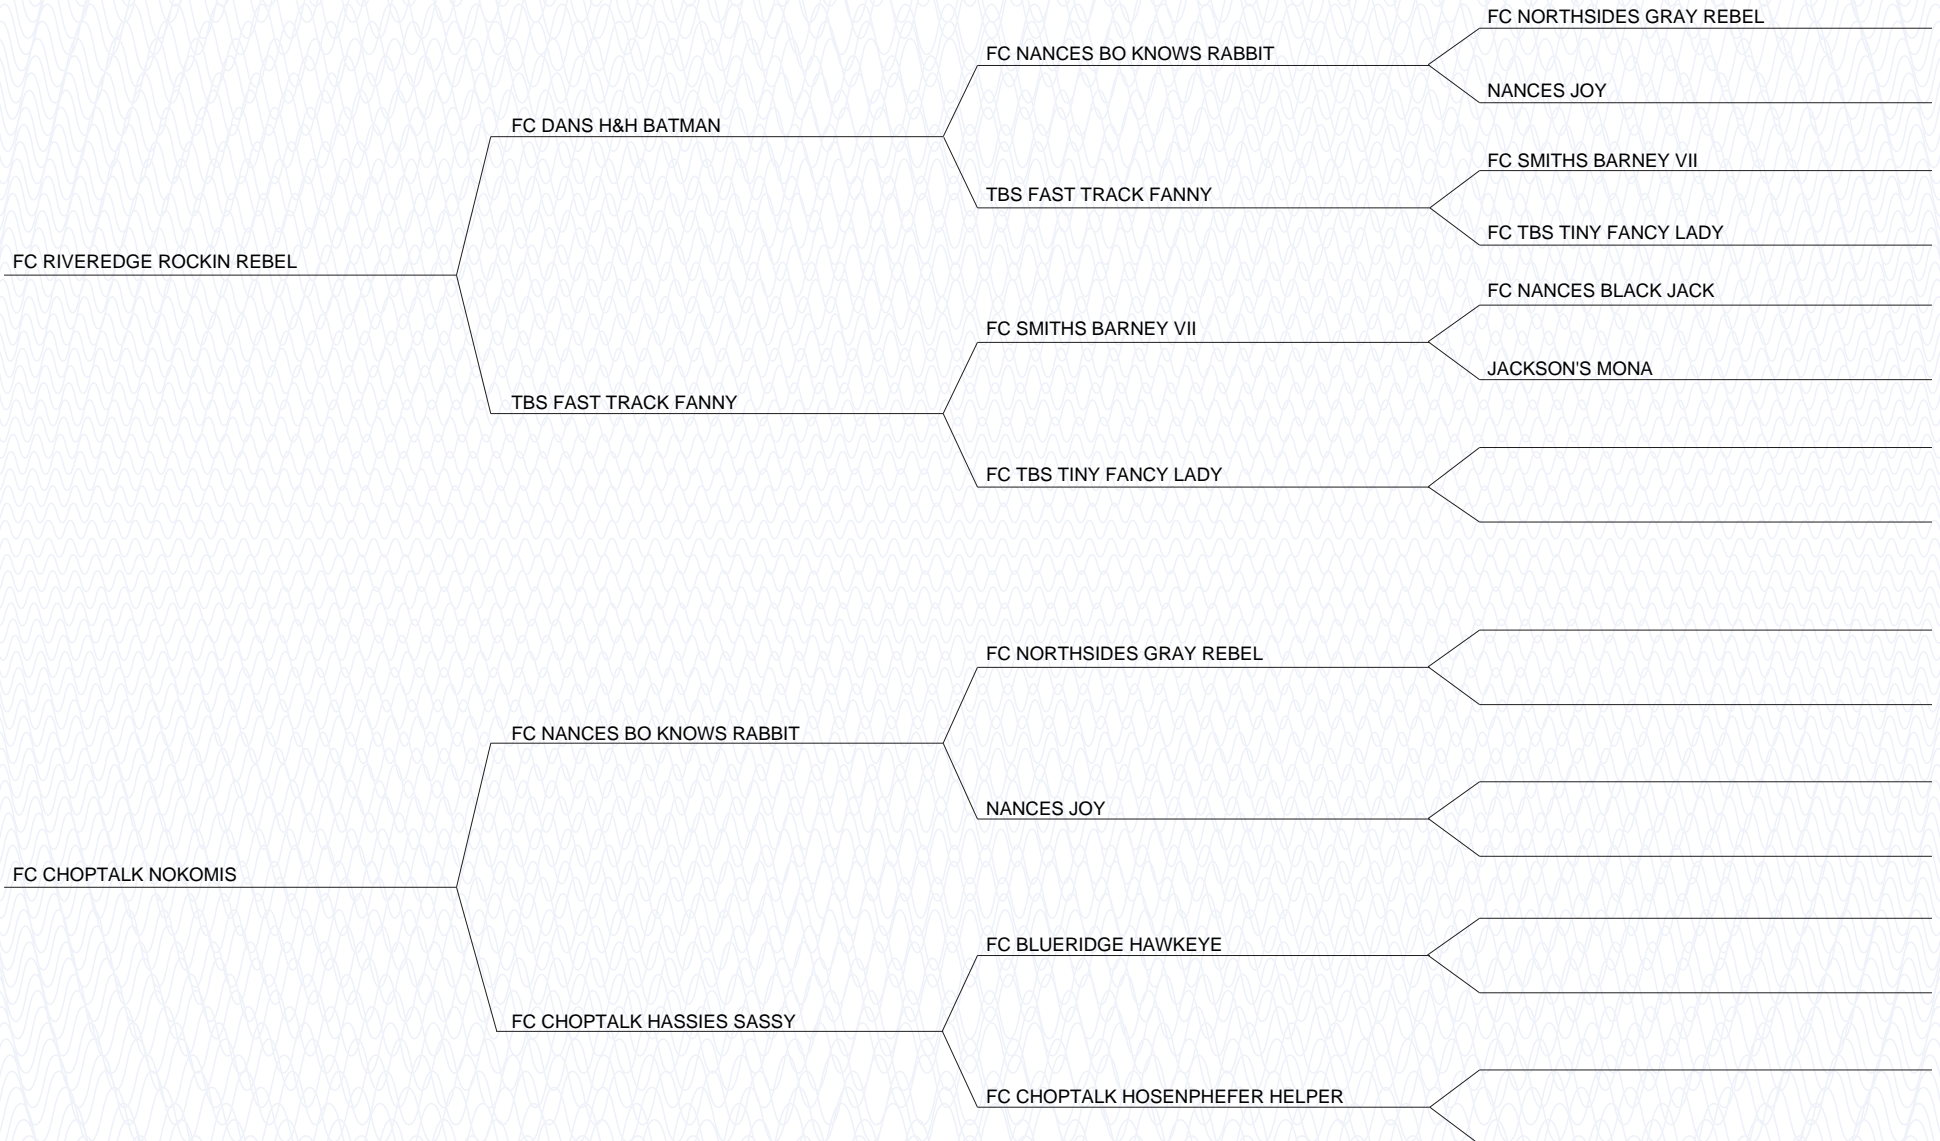 FC NORTHSIDES GRAY REBEL
FC NANCES BO KNOWS RABBIT
NANCES JOY
FC DANS H&H BATMAN
FC SMITHS BARNEY VII
TBS FAST TRACK FANNY
FC TBS TINY FANCY LADY
FC RIVEREDGE ROCKIN REBEL
FC NANCES BLACK JACK
FC SMITHS BARNEY VII
JACKSON'S MONA
TBS FAST TRACK FANNY
FC TBS TINY FANCY LADY
FC NORTHSIDES GRAY REBEL
FC NANCES BO KNOWS RABBIT
NANCES JOY
FC CHOPTALK NOKOMIS
FC BLUERIDGE HAWKEYE
FC CHOPTALK HASSIES SASSY
FC CHOPTALK HOSENPHEFER HELPER